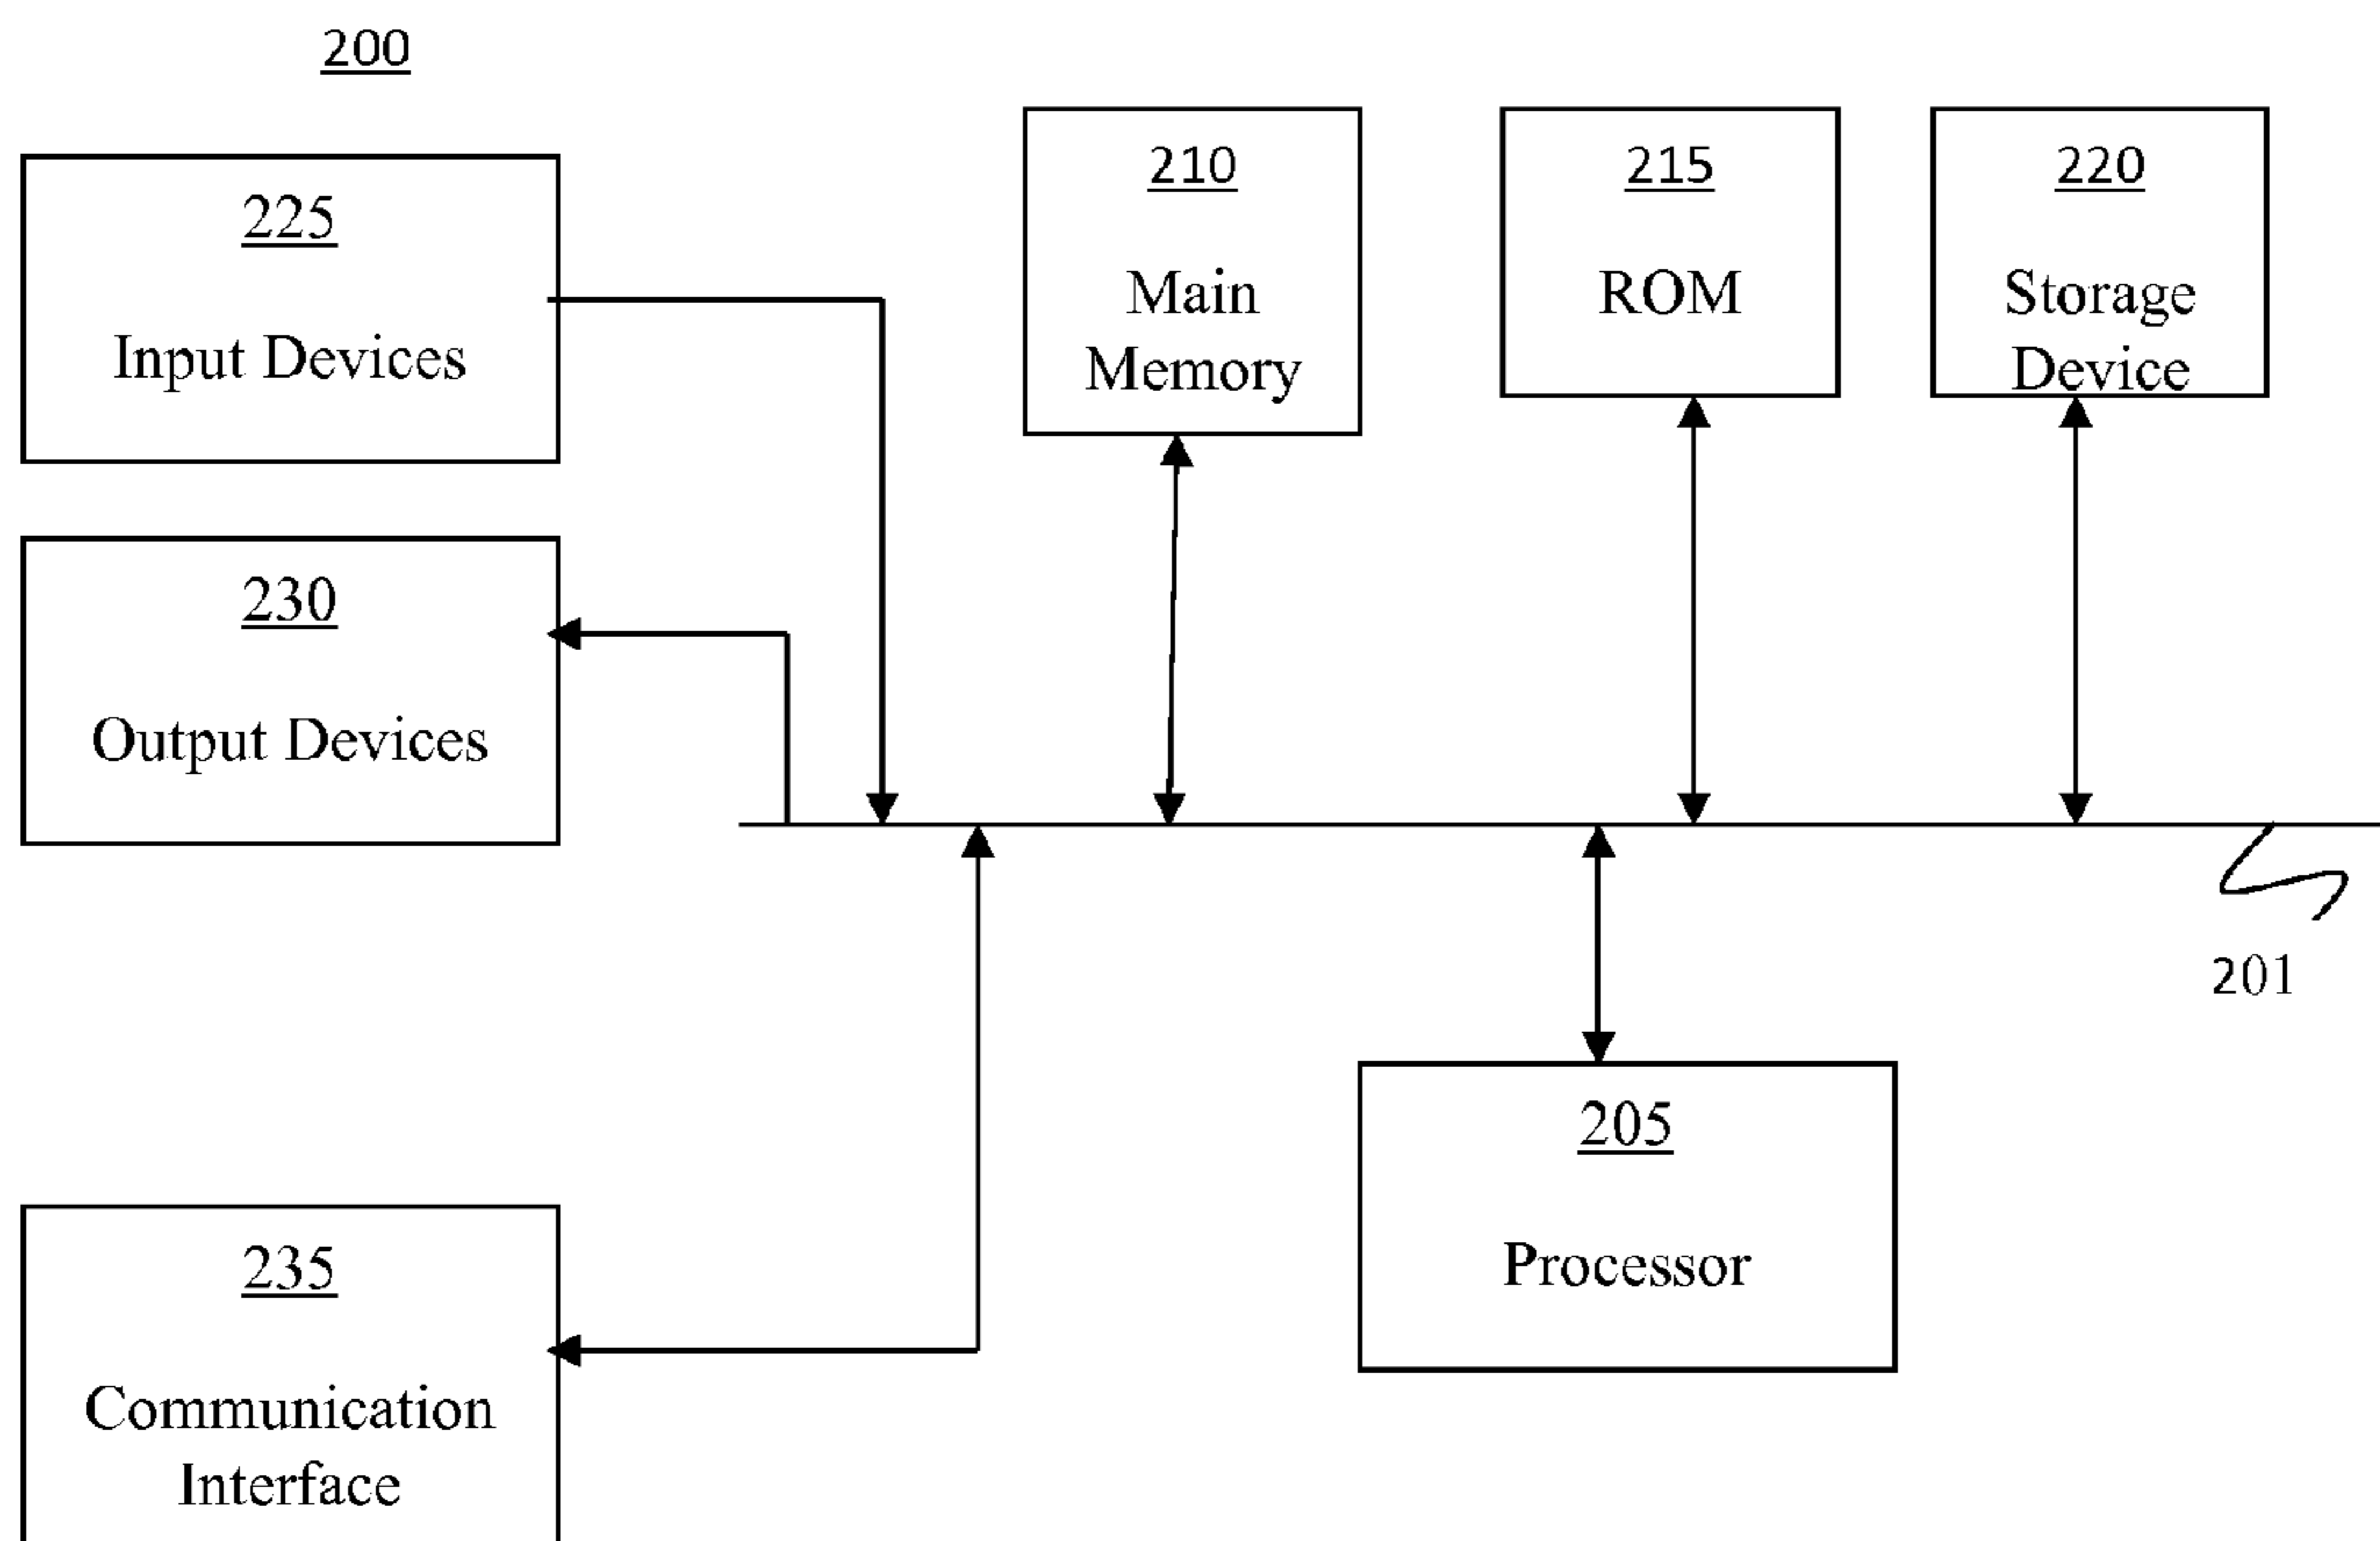 200
225
Input Devices
210
Main
Memory
215
ROM
220
Storage
Device
230
Output Devices
201
205
Processor
235
Communication
Interface